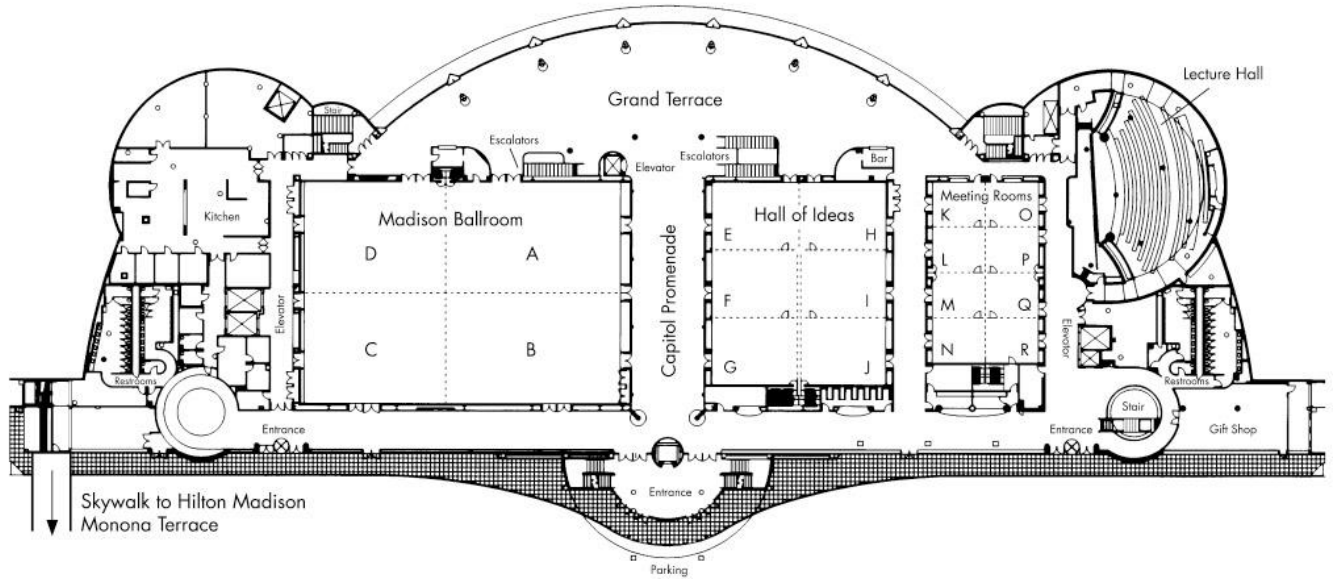 Lecture Hall
Grand Terrace
Stair
Escalators
Elevator
Escalators
Bar
Kitchen
Madison Ballroom
D
A
C
B
Elevator
Capitol Promenade
Hall of Ideas
E
H
F
I
G
J
Meeting Rooms
K
O
L
P
M
Q
N
R
Elevator
Restrooms
Restrooms
Entrance
Entrance
Stair
Gift Shop
Entrance
Skywalk to Hilton Madison
Monona Terrace
Parking